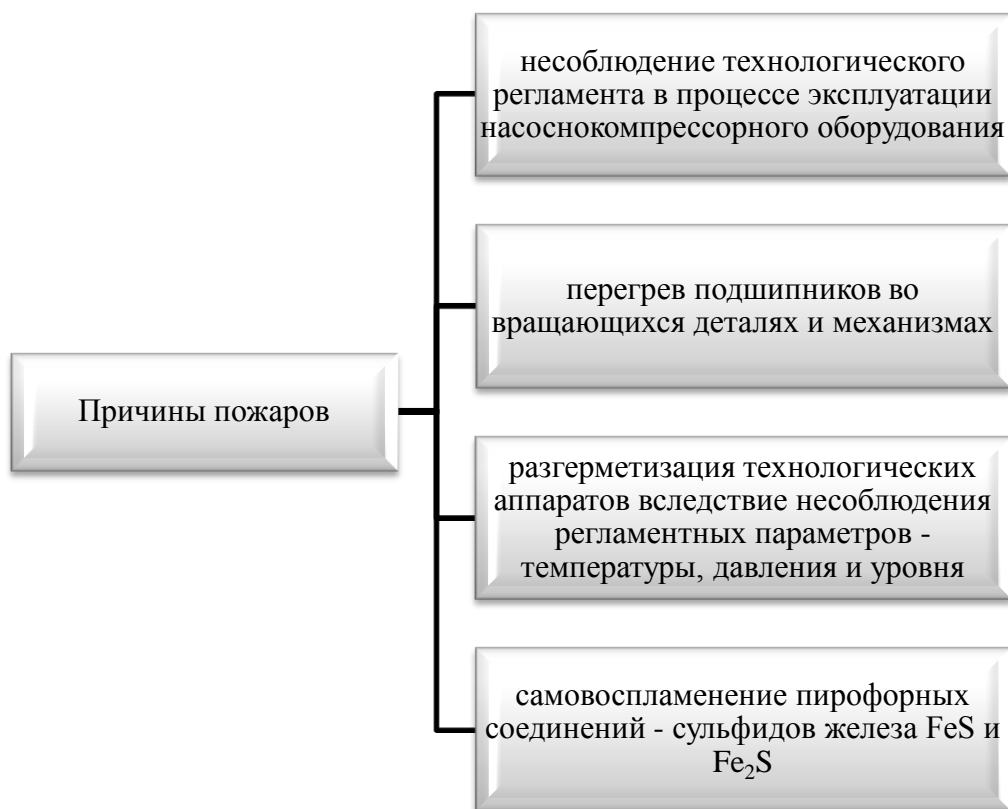 несоблюдение технологического
регламента в процессе эксплуатации
насоснокомпрессорного оборудования
перегрев подшипников во
вращающихся деталях и механизмах
Причины пожаров
разгерметизация технологических
аппаратов вследствие несоблюдения
регламентных параметров -
температуры, давления и уровня
самовоспламенение пирофорных
соединений - сульфидов железа FeS и
Fe₂S